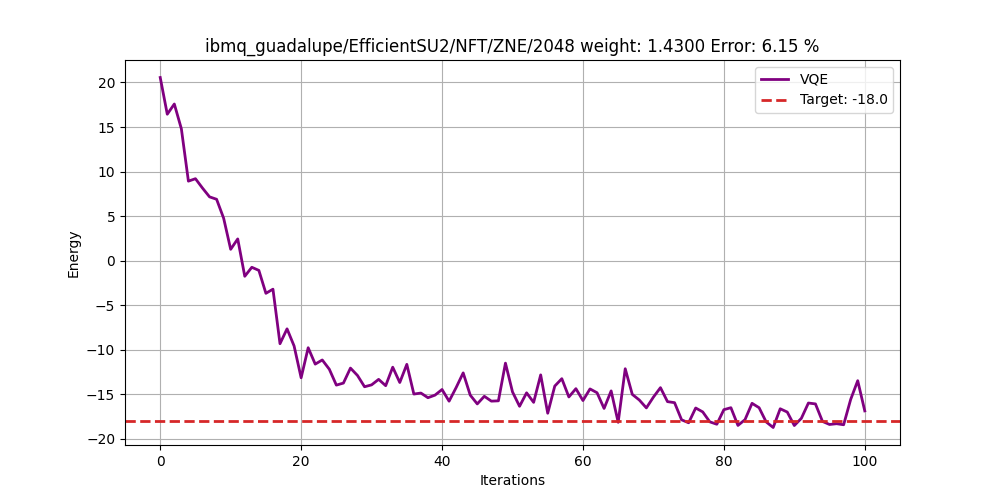 ibmq_guadalupe/EfficientSU2/NFT/ZNE/2048 weight: 1.4300 Error: 6.15 %
VQE
Target: -18.0
20
15
10
5
0
−5
−10
−15
−20
Energy
0 20 40 60 80 100
Iterations